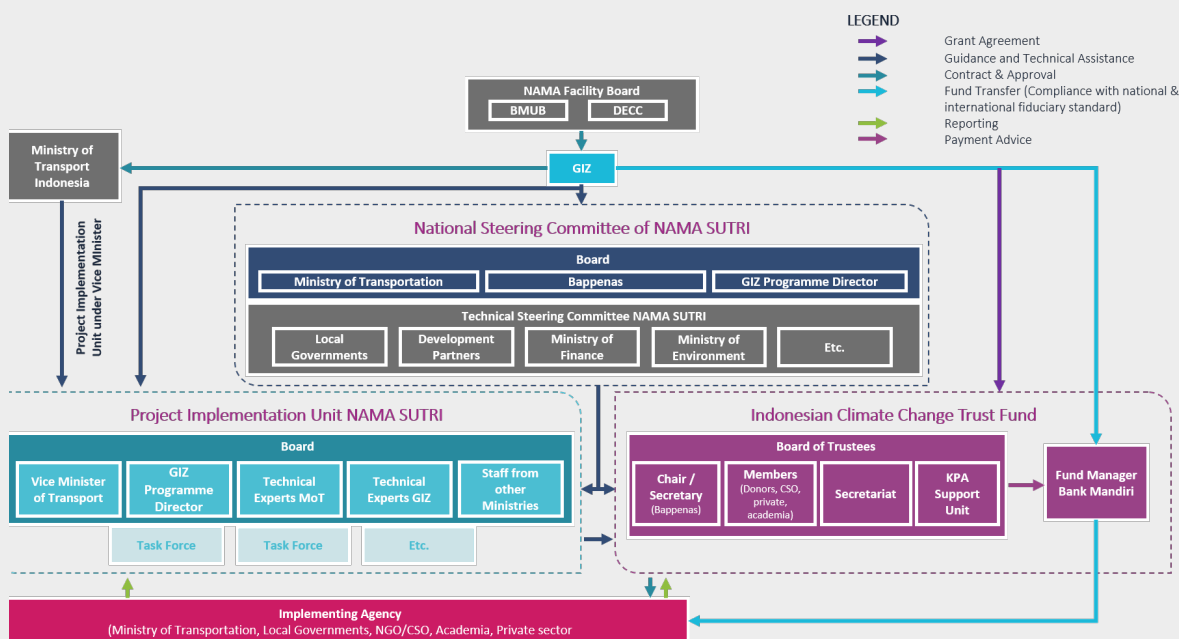 LEGEND
Grant Agreement
Guidance and Technical Assistance
Contract & Approval
Fund Transfer (Compliance with national &
international fiduciary standard)
Reporting
Payment Advice
NAMA Facility Board
BMUB
DECC
Ministry of
Transport
Indonesia
GIZ
Project Implementation
Unit under Vice MInister
National Steering Committee of NAMA SUTRI
Board
Ministry of Transportation
Bappenas
GIZ Programme Director
Technical Steering Committee NAMA SUTRI
Local
Governments
Development
Partners
Ministry of
Finance
Ministry of
Environment
Etc.
Project Implementation Unit NAMA SUTRI
Board
Vice Minister
of Transport
GIZ
Programme
Director
Technical
Experts MoT
Technical
Experts GIZ
Staff from
other
Ministries
Task Force
Task Force
Etc.
Indonesian Climate Change Trust Fund
Board of Trustees
Chair /
Secretary
(Bappenas)
Members
(Donors, CSO,
private,
academia)
Secretariat
KPA
Support
Unit
Fund Manager
Bank Mandiri
Implementing Agency
(Ministry of Transportation, Local Governments, NGO/CSO, Academia, Private sector